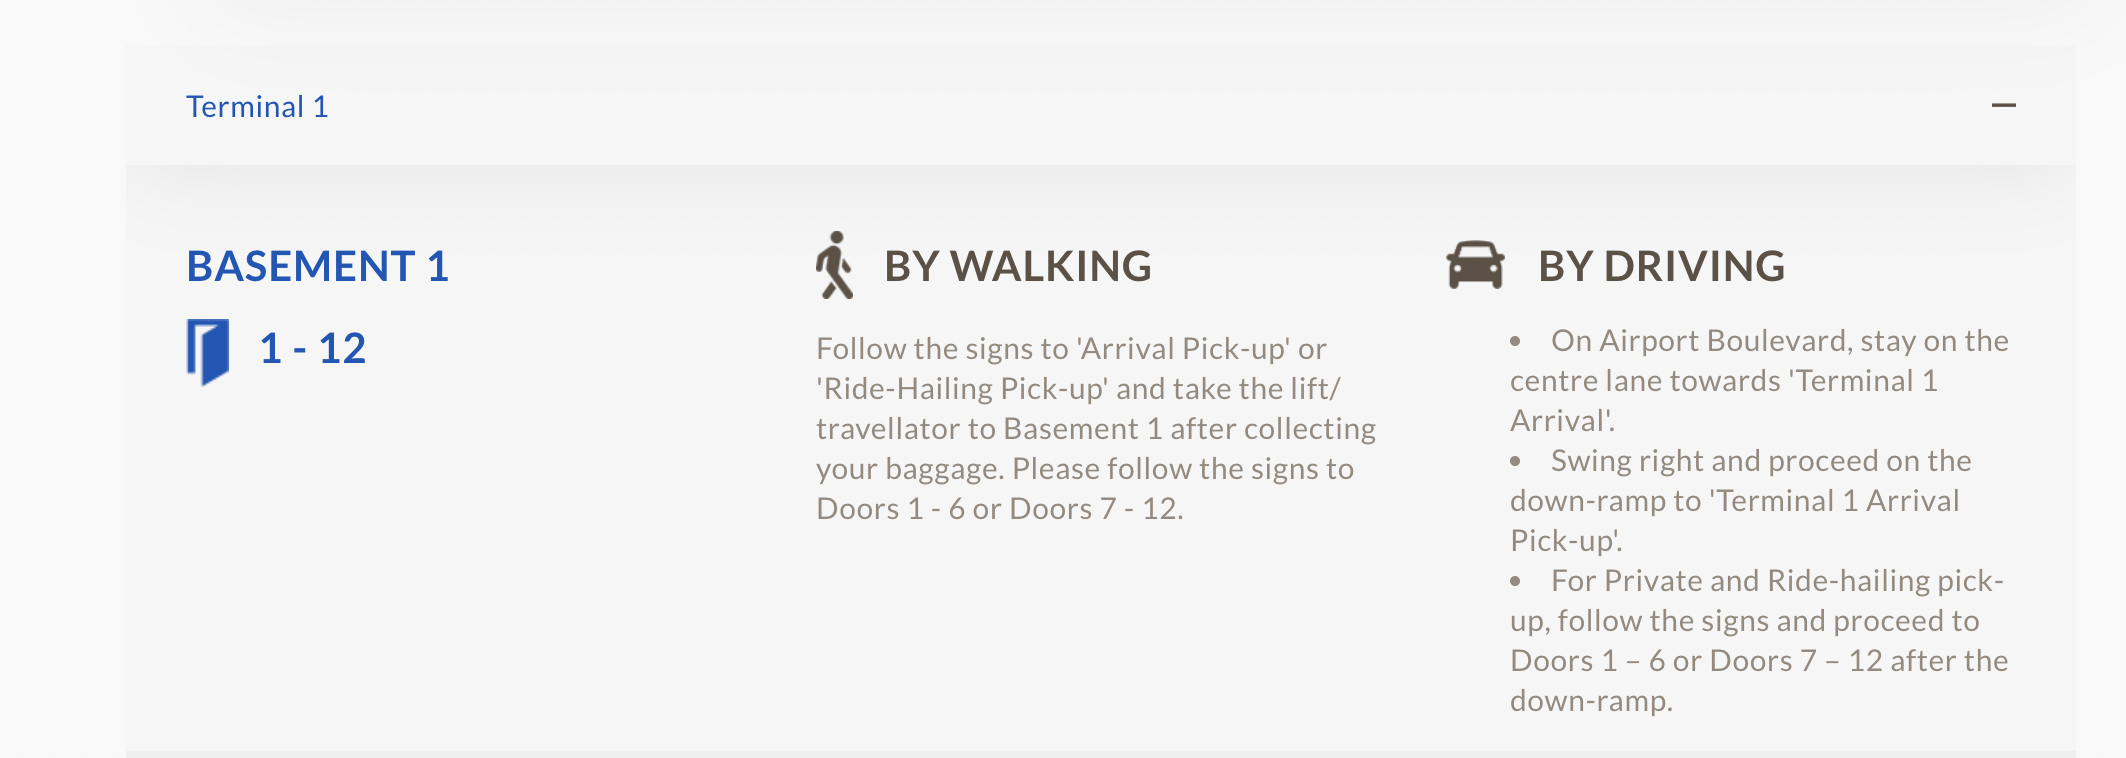 Terminal 1
BASEMENT 1
1 - 12
BY WALKING
Follow the signs to 'Arrival Pick-up' or
'Ride-Hailing Pick-up' and take the lift/
travellator to Basement 1 after collecting
your baggage. Please follow the signs to
Doors 1 - 6 or Doors 7 - 12.
BY DRIVING
• On Airport Boulevard, stay on the
centre lane towards 'Terminal 1
Arrival'.
• Swing right and proceed on the
down-ramp to 'Terminal 1 Arrival
Pick-up'.
• For Private and Ride-hailing pick-
up, follow the signs and proceed to
Doors 1 – 6 or Doors 7 – 12 after the
down-ramp.